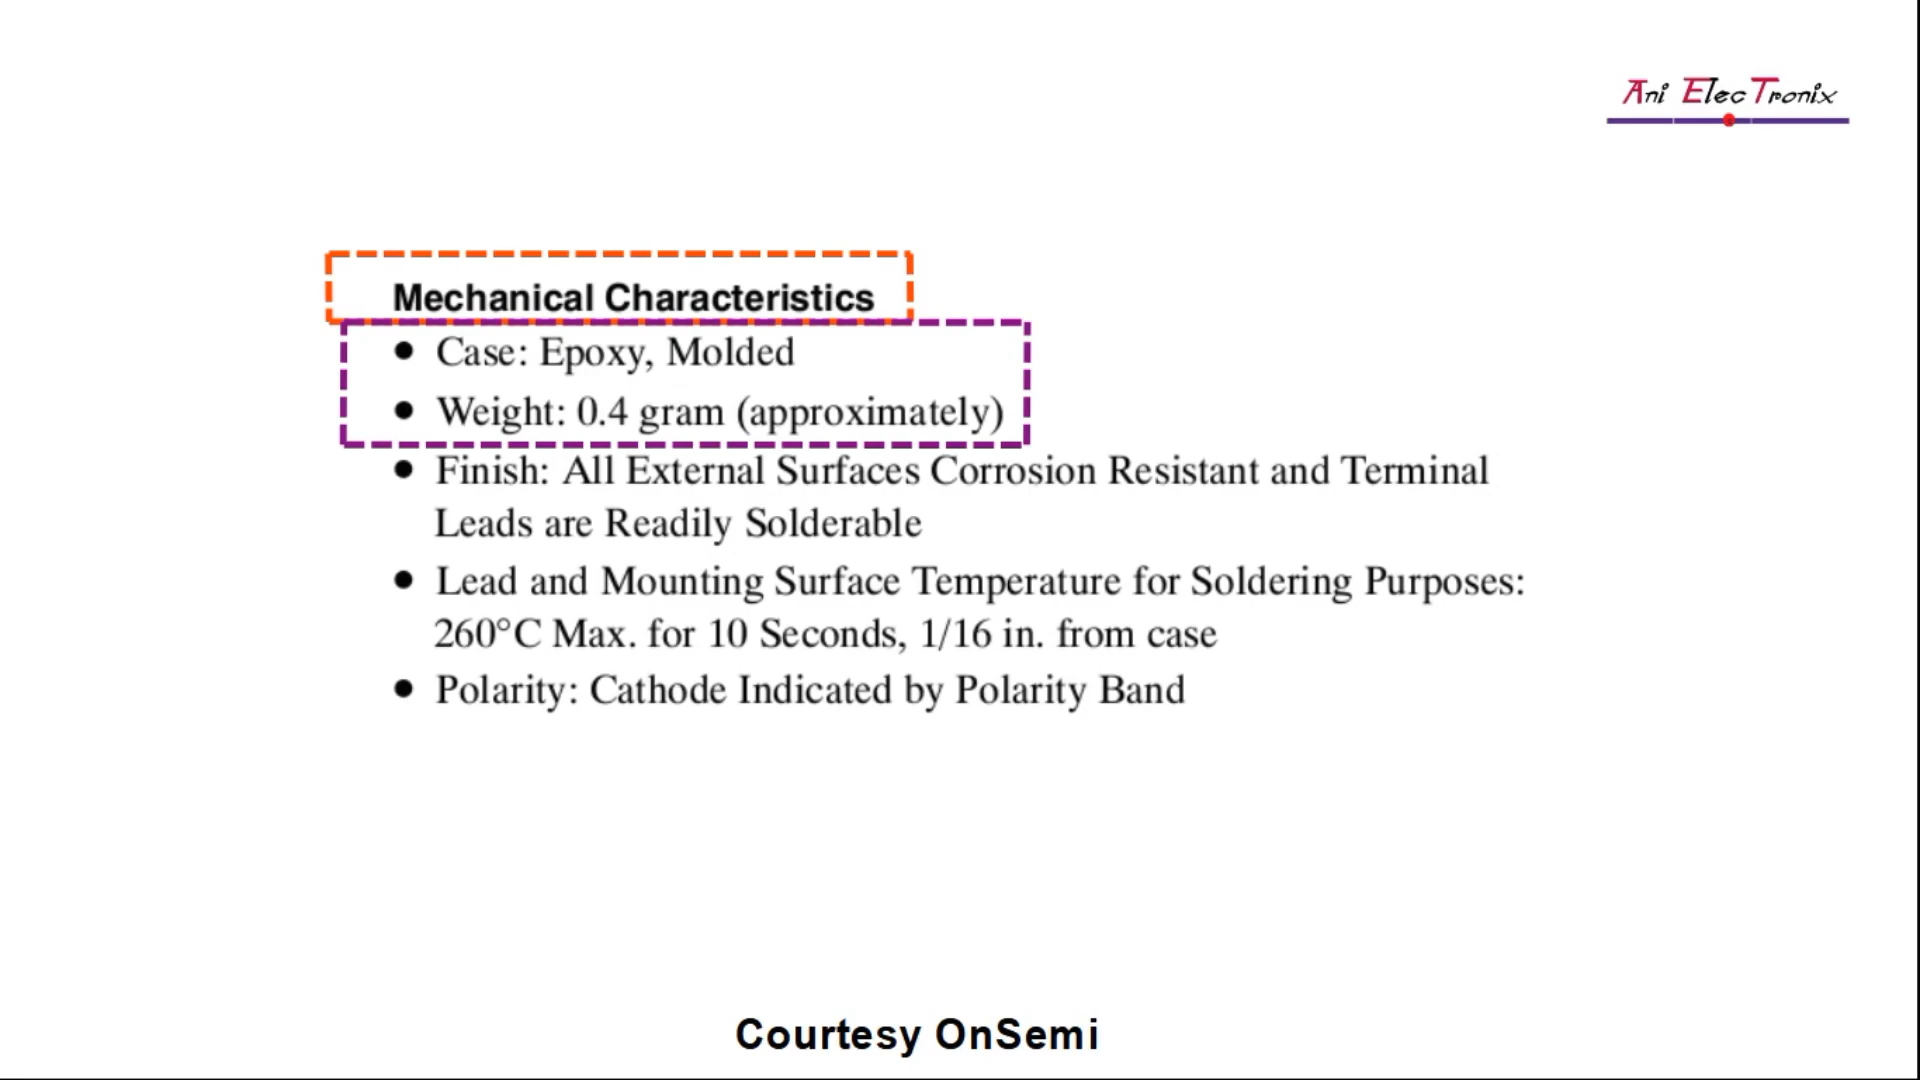 Ani ElecTronix
Mechanical Characteristics
● Case: Epoxy, Molded
● Weight: 0.4 gram (approximately)
● Finish: All External Surfaces Corrosion Resistant and Terminal
Leads are Readily Solderable
● Lead and Mounting Surface Temperature for Soldering Purposes:
260°C Max. for 10 Seconds, 1/16 in. from case
● Polarity: Cathode Indicated by Polarity Band
Courtesy OnSemi